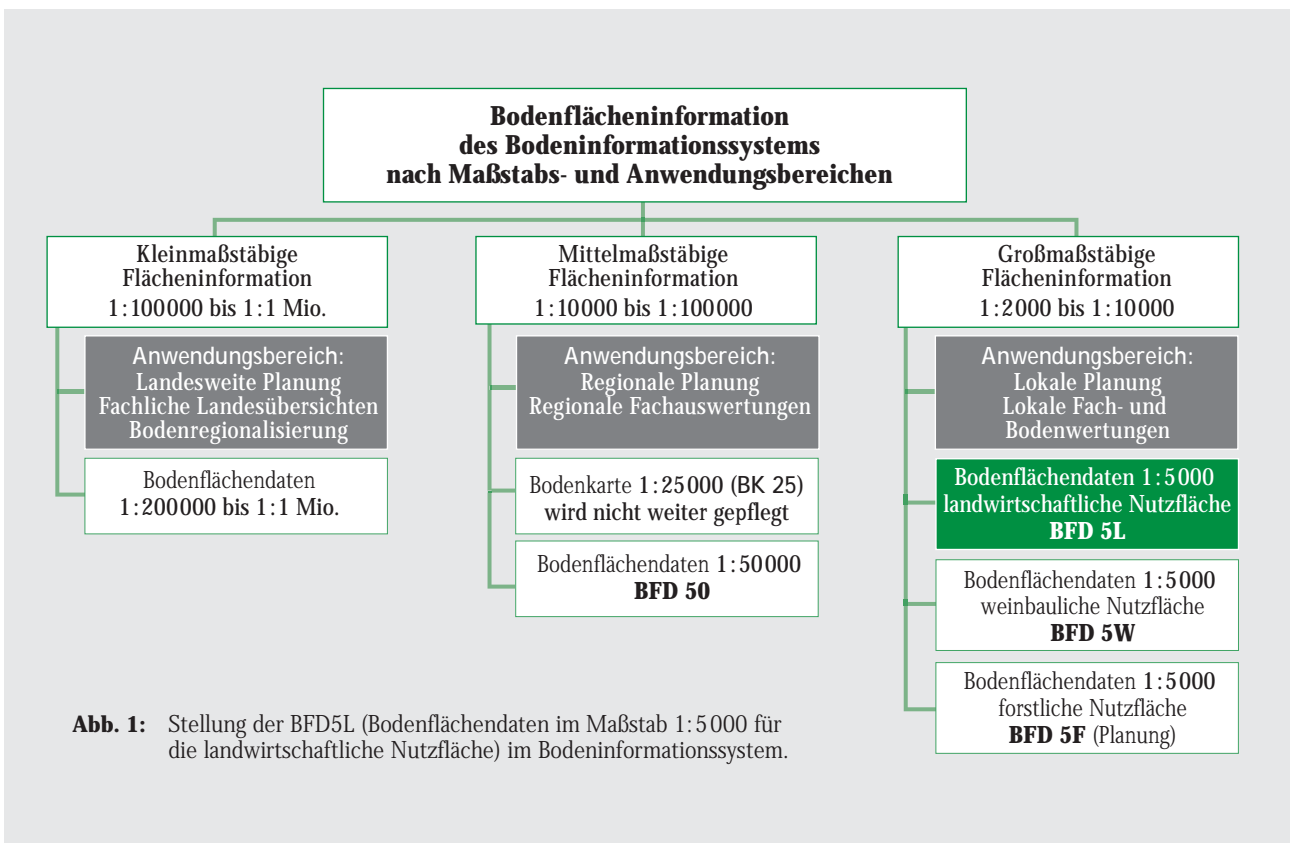 Bodenflächeninformation
des Bodeninformationssystems
nach Maßstabs- und Anwendungsbereichen
Kleinmaßstäbige
Flächeninformation
1:100000 bis 1:1 Mio.
Anwendungsbereich:
Landesweite Planung
Fachliche Landesübersichten
Bodenregionalisierung
Bodenflächendaten
1:200000 bis 1:1 Mio.
Mittelmaßstäbige
Flächeninformation
1:10000 bis 1:100000
Anwendungsbereich:
Regionale Planung
Regionale Fachauswertungen
Bodenkarte 1:25000 (BK 25)
wird nicht weiter gepflegt
Bodenflächendaten 1:50000
BFD 50
Großmaßstäbige
Flächeninformation
1:2000 bis 1:10000
Anwendungsbereich:
Lokale Planung
Lokale Fach- und
Bodenwertungen
Bodenflächendaten 1:5000
landwirtschaftliche Nutzfläche
BFD 5L
Bodenflächendaten 1:5000
weinbauliche Nutzfläche
BFD 5W
Bodenflächendaten 1:5000
forstliche Nutzfläche
BFD 5F (Planung)
Abb. 1: Stellung der BFD5L (Bodenflächendaten im Maßstab 1:5000 für
die landwirtschaftliche Nutzfläche) im Bodeninformationssystem.